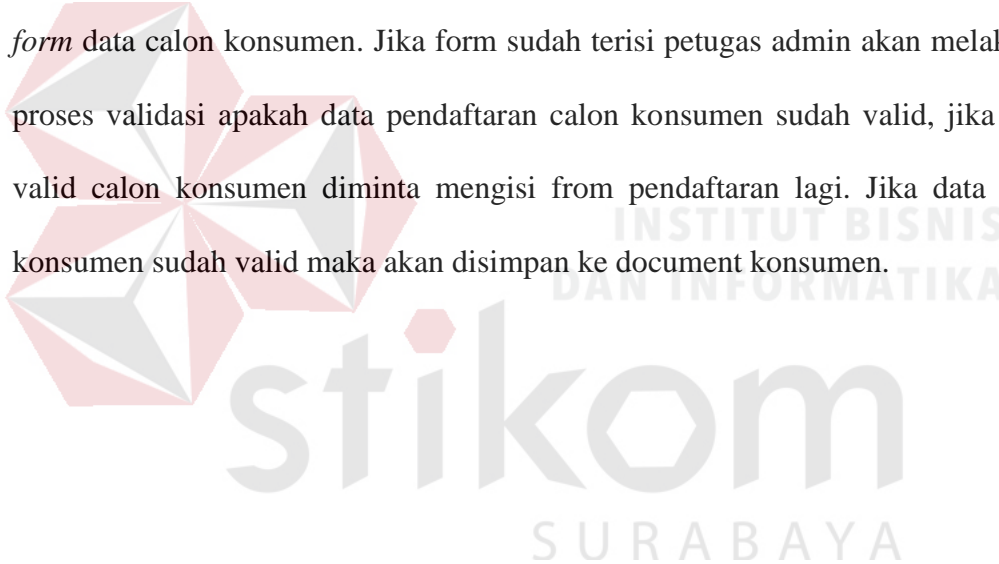 form data calon konsumen. Jika form sudah terisi petugas admin akan melak
proses validasi apakah data pendaftaran calon konsumen sudah valid, jika
valid calon konsumen diminta mengisi from pendaftaran lagi. Jika data
konsumen sudah valid maka akan disimpan ke document konsumen.
INSTITUT BISNIS
DAN INFORMATIKA
stikom
SURABAYA